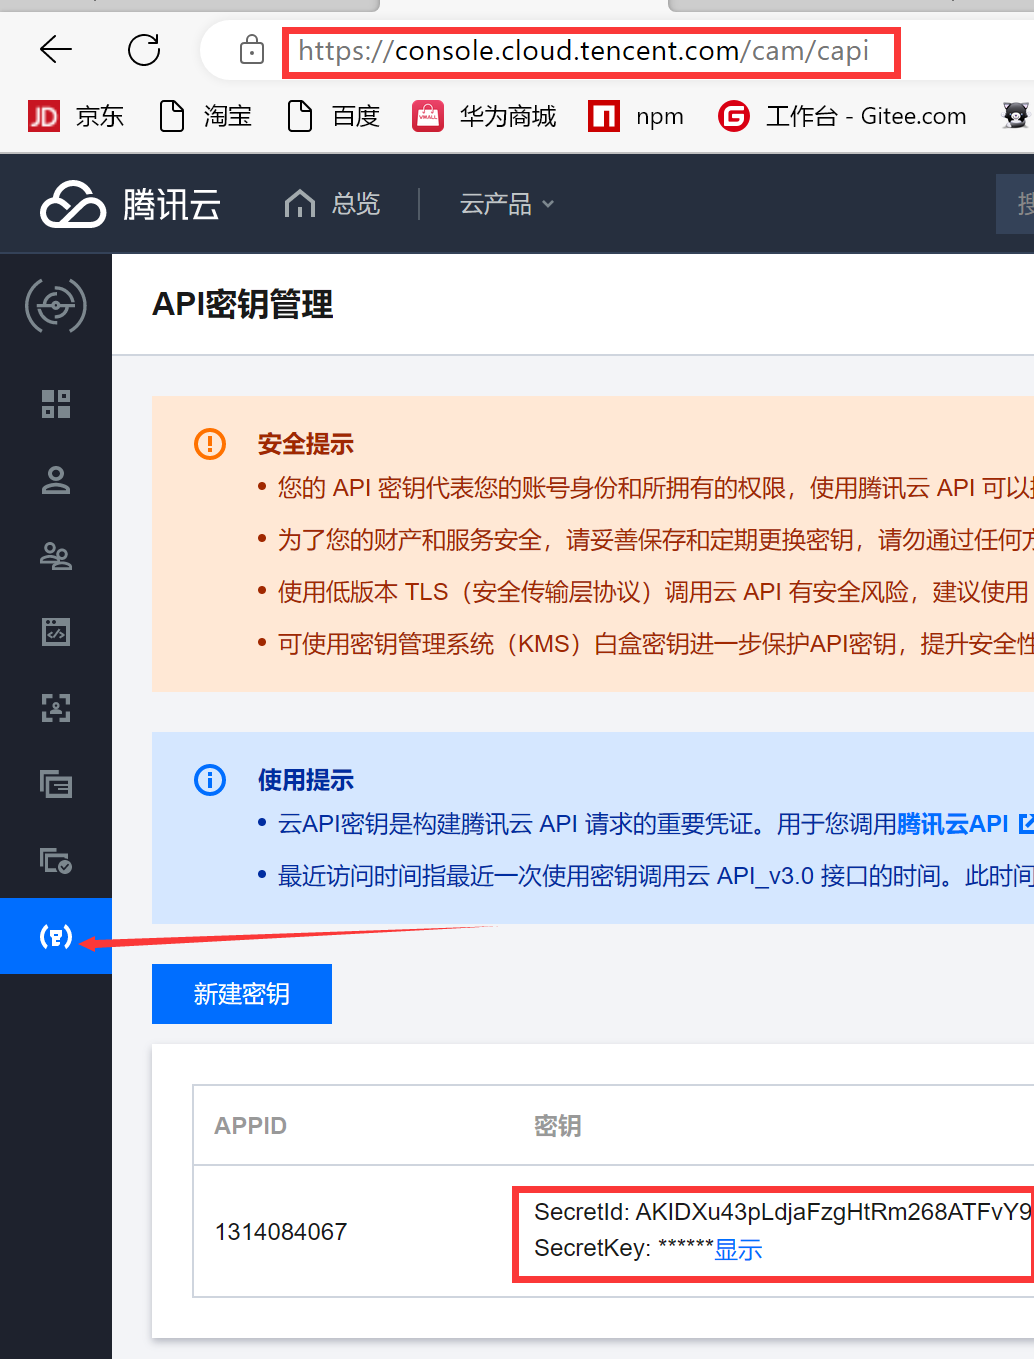 https://console.cloud.tencent.com/cam/capi
JD 京东 淘宝 百度 VMALL 华为商城 npm G 工作台 - Gitee.com
腾讯云 总览 云产品 搜
API密钥管理
安全提示
• 您的 API 密钥代表您的账号身份和所拥有的权限，使用腾讯云 API 可以
• 为了您的财产和服务安全，请妥善保存和定期更换密钥，请勿通过任何方
• 使用低版本 TLS（安全传输层协议）调用云 API 有安全风险，建议使用
• 可使用密钥管理系统（KMS）白盒密钥进一步保护API密钥，提升安全性
使用提示
• 云API密钥是构建腾讯云 API 请求的重要凭证。用于您调用腾讯云API
• 最近访问时间指最近一次使用密钥调用云 API_v3.0 接口的时间。此时间
新建密钥
APPID 密钥
1314084067
SecretId: AKIDXu43pLdjaFzgHtRm268ATFvY9
SecretKey: ******显示